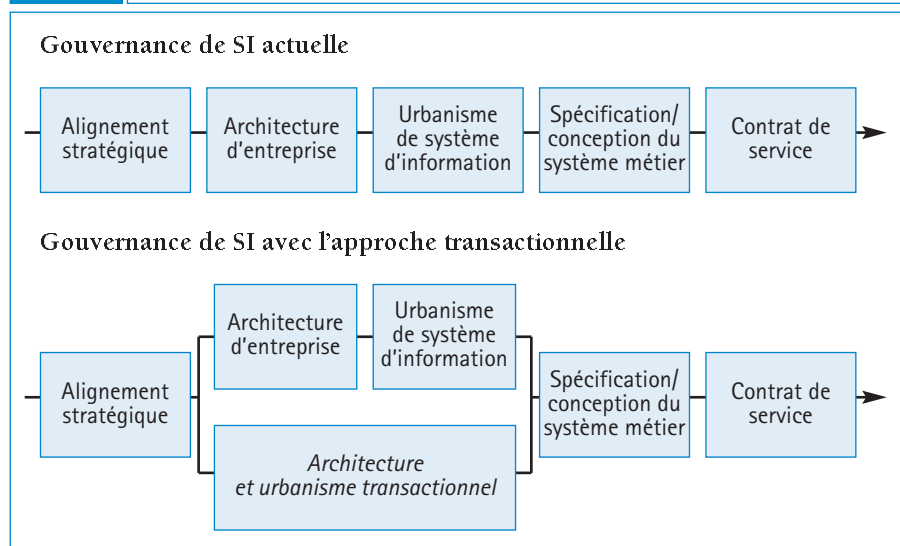 Gouvernance de SI actuelle
Alignement
stratégique
Architecture
d'entreprise
Urbanisme
de système
d'information
Spécification/
conception du
système métier
Contrat de
service
Gouvernance de SI avec l'approche transactionnelle
Alignement
stratégique
Architecture
d'entreprise
Urbanisme
de système
d'information
Architecture
et urbanisme transactionnel
Spécification/
conception du
système métier
Contrat de
service